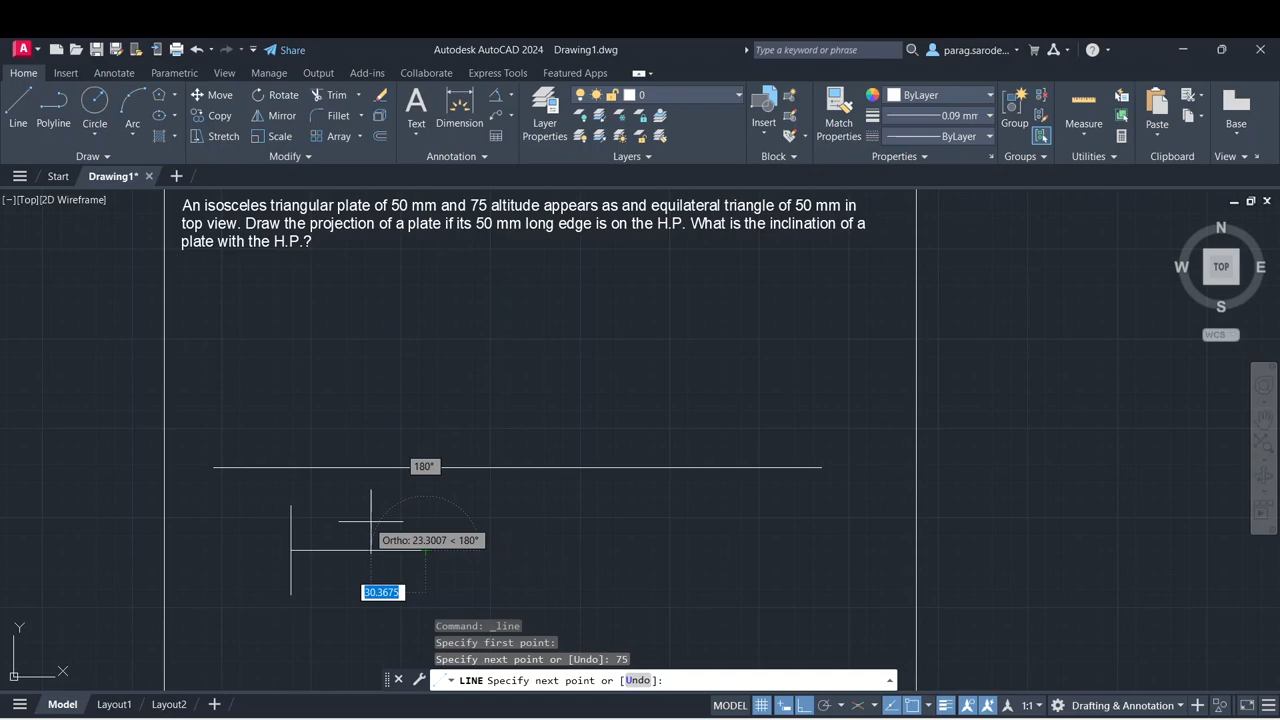 Share
Autodesk AutoCAD 2024 Drawing1.dwg
Type a keyword or phrase
parag.sarode...
Home Insert Annotate Parametric View Manage Output Add-ins Collaborate Express Tools Featured Apps
Line
Polyline
Circle
Arc
Move
Rotate
Trim
Copy
Mirror
Fillet
Stretch
Scale
Array
Text
Dimension
Layer
Properties
0
Insert
Match
Properties
ByLayer
0.09 mm
ByLayer
Group
Measure
Paste
Base
Draw Modify Annotation Layers Block Properties Groups Utilities Clipboard View
Start Drawing1*
[–][Top][2D Wireframe]
An isosceles triangular plate of 50 mm and 75 altitude appears as and equilateral triangle of 50 mm in
top view. Draw the projection of a plate if its 50 mm long edge is on the H.P. What is the inclination of a
plate with the H.P.?
N
W TOP E
S
WCS
180°
Ortho: 23.3007 < 180°
30.3675
Y
X
Command: _line
Specify first point:
Specify next point or [Undo]: 75
LINE Specify next point or [Undo]:
Model Layout1 Layout2
MODEL
1:1
Drafting & Annotation